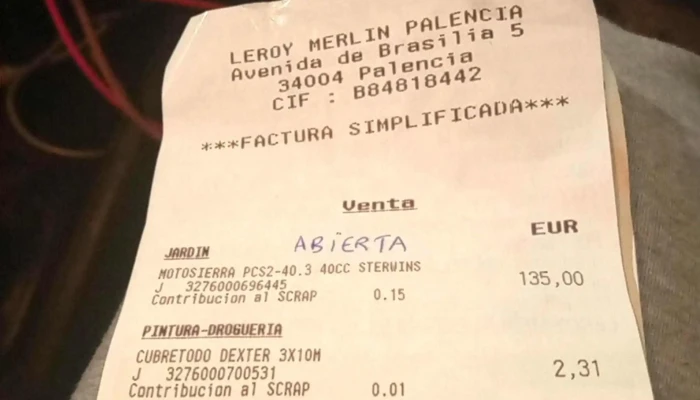 LEROY MERLIN PALENCIA
Avenida de Brasilia 5
34004 Palencia
CIF : B84818442
***FACTURA SIMPLIFICADA***
Venta
EUR
JARDIN ABIERTA
MOTOSIERRA PCS2-40.3 40CC STERWINS
J 3276000696445 135,00
Contribucion al SCRAP 0.15
PINTURA-DROGUERIA
CUBRETODO DEXTER 3X10M
J 3276000700531 2,31
Contribucion al SCRAP 0.01